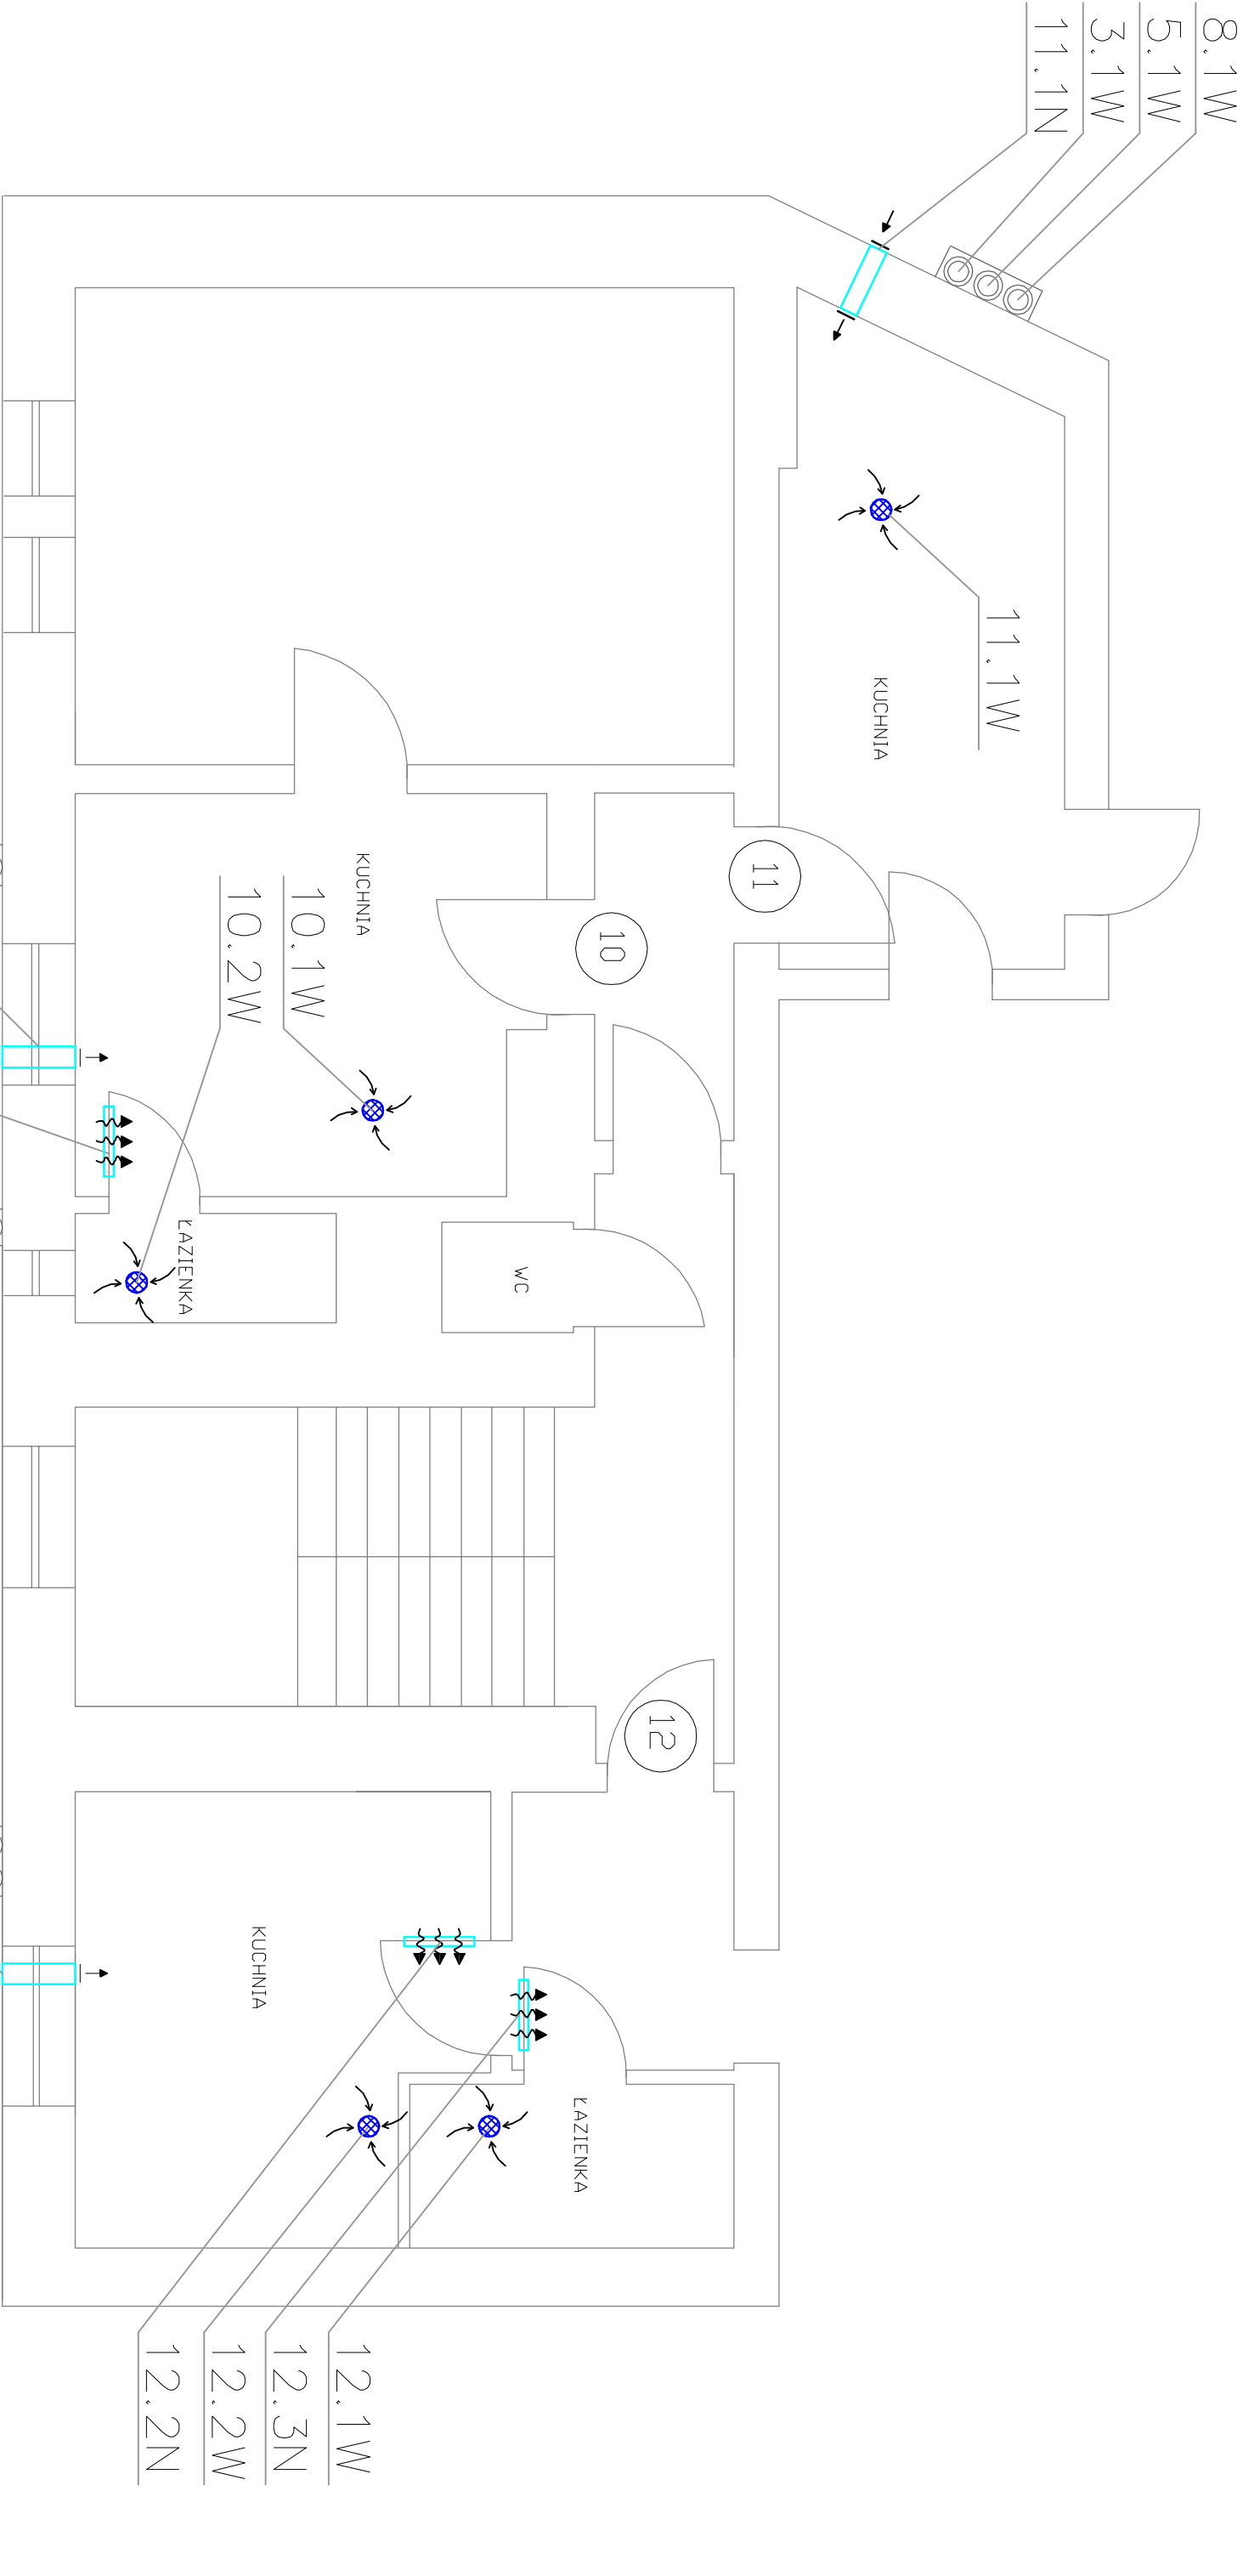 8.1W
5.1W
3.1W
11.1N
11.1W
KUCHNIA
11
10
KUCHNIA
10.1W
10.2W
ŁAZIENKA
WC
12
KUCHNIA
ŁAZIENKA
12.1W
12.3N
12.2W
12.2N